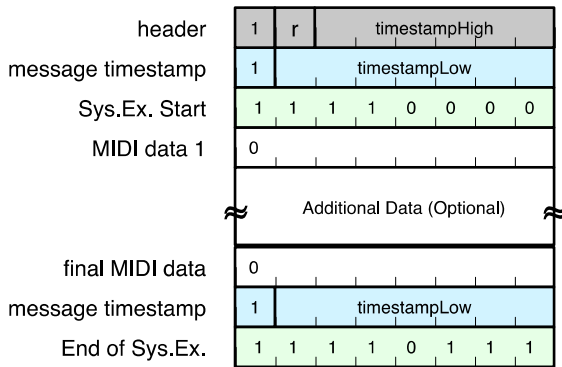 header 1 r timestampHigh
message timestamp 1 timestampLow
Sys.Ex. Start 1 1 1 1 0 0 0 0
MIDI data 1 0
Additional Data (Optional)
final MIDI data 0
message timestamp 1 timestampLow
End of Sys.Ex. 1 1 1 1 0 1 1 1